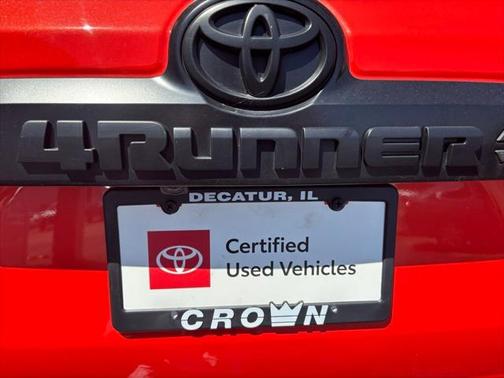 4RUNNER
DECATUR, IL
Certified
Used Vehicles
CROWN